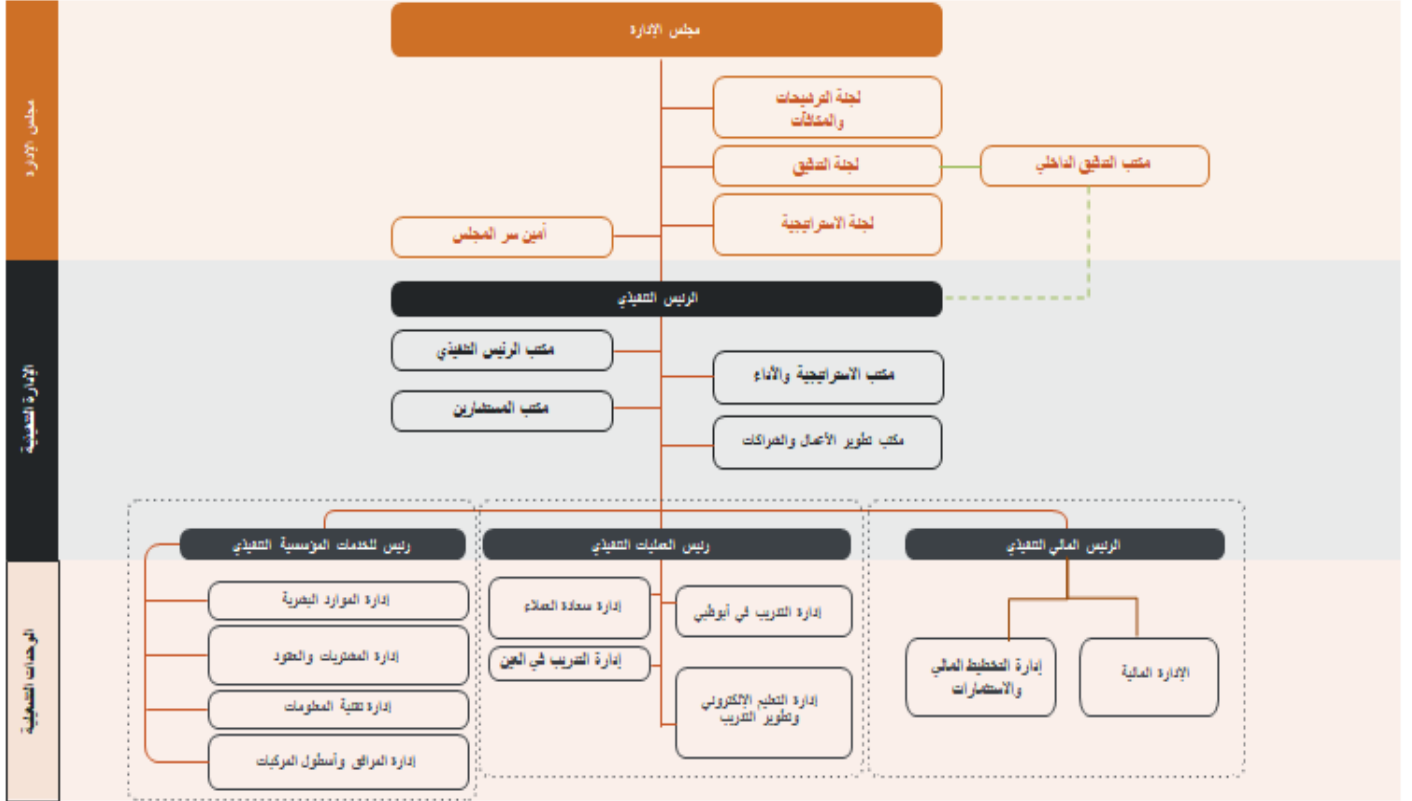 مجلس الإدارة
مجلس الإدارة
لجنة الترشيحات
والمكافآت
لجنة التدقيق
مكتب التدقيق الداخلي
لجنة الاستراتيجية
أمين سر المجلس
الإدارة التنفيذية
الرئيس التنفيذي
مكتب الرئيس التنفيذي
مكتب الاستراتيجية والأداء
مكتب المستشارين
مكتب تطوير الأعمال والشراكات
الرئيس المالي التنفيذي
رئيس العمليات التنفيذي
رئيس للخدمات المؤسسية التنفيذي
الوحدات التشغيلية
الإدارة المالية
إدارة التخطيط المالي
والاستثمارات
إدارة التدريب في أبوظبي
إدارة سعادة العملاء
إدارة التدريب في العين
إدارة التعليم الإلكتروني
وتطوير التدريب
إدارة الموارد البشرية
إدارة المشتريات والعقود
إدارة تقنية المعلومات
إدارة المرافق وأسطول المركبات